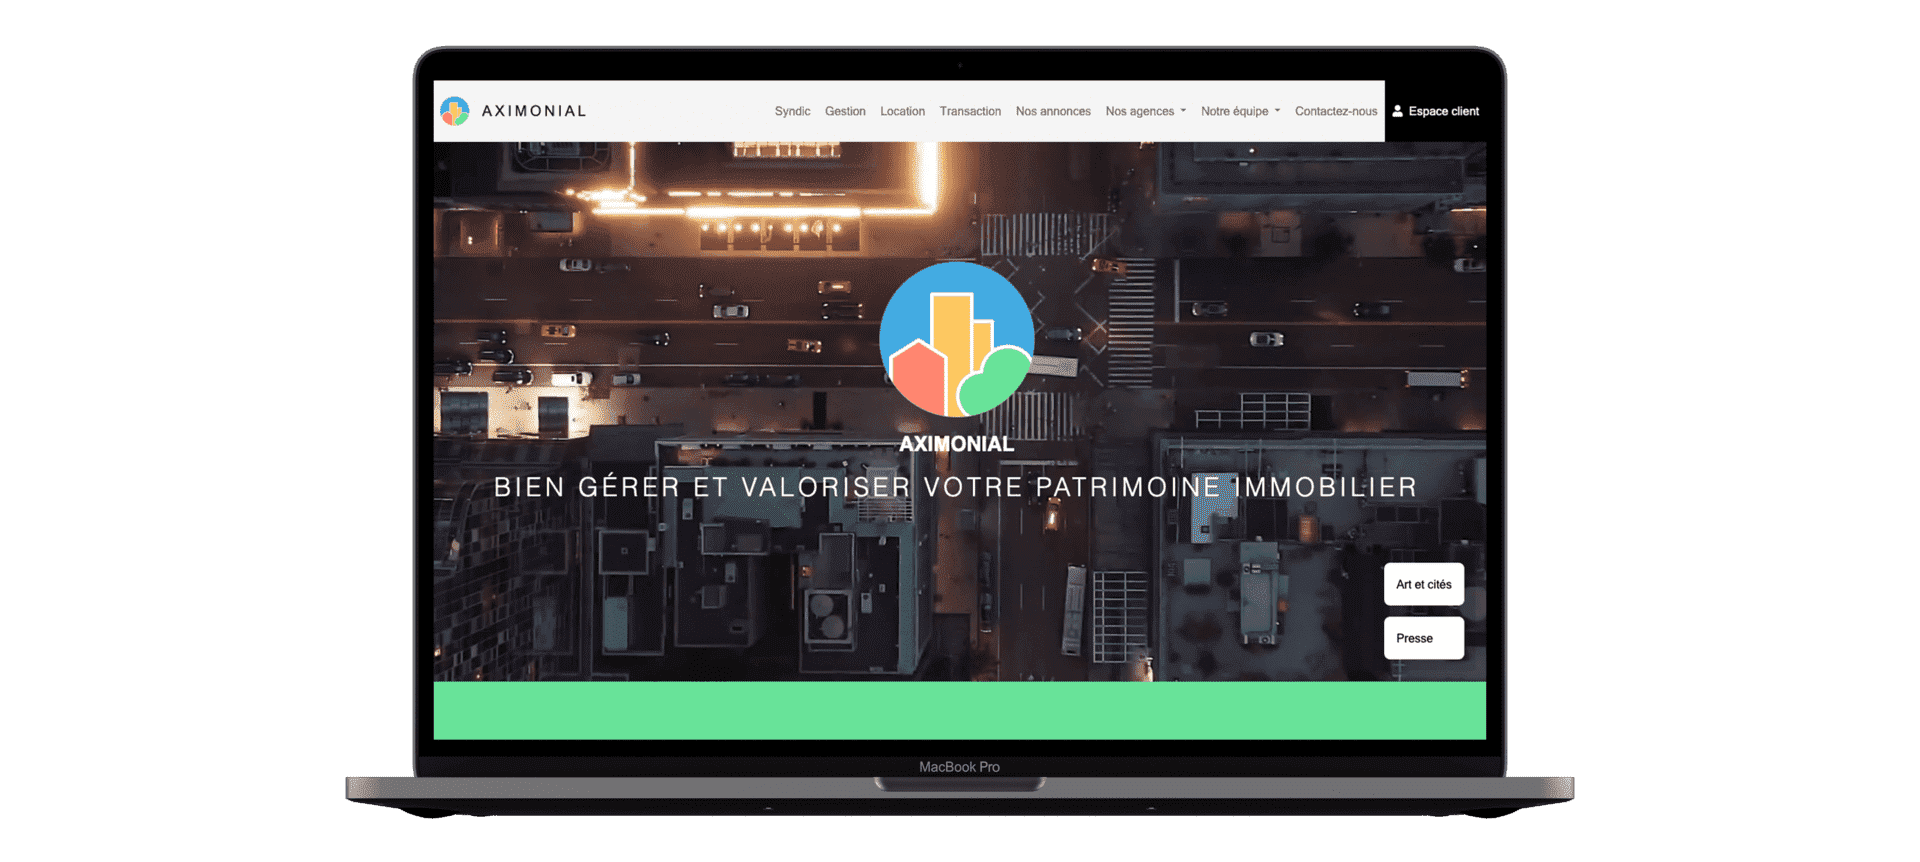 AXIMONIAL
Syndic Gestion Location Transaction Nos annonces Nos agences Notre équipe Contactez-nous Espace client
AXIMONIAL
BIEN GÉRER ET VALORISER VOTRE PATRIMOINE IMMOBILIER
Art et cités
Presse
MacBook Pro